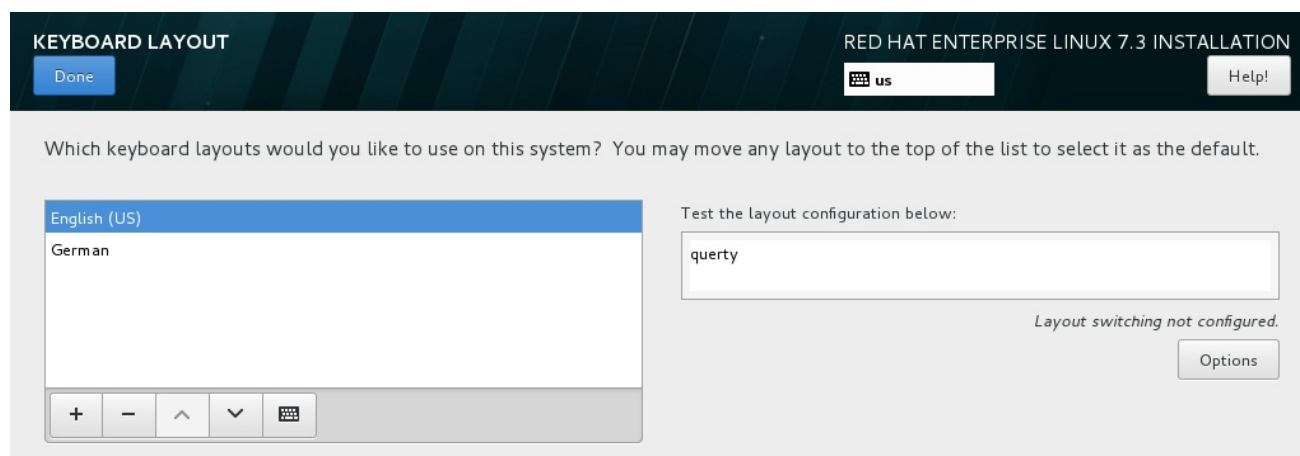 KEYBOARD LAYOUT
RED HAT ENTERPRISE LINUX 7.3 INSTALLATION
Done
us
Help!
Which keyboard layouts would you like to use on this system? You may move any layout to the top of the list to select it as the default.
English (US)
German
Test the layout configuration below:
querty
Layout switching not configured.
Options